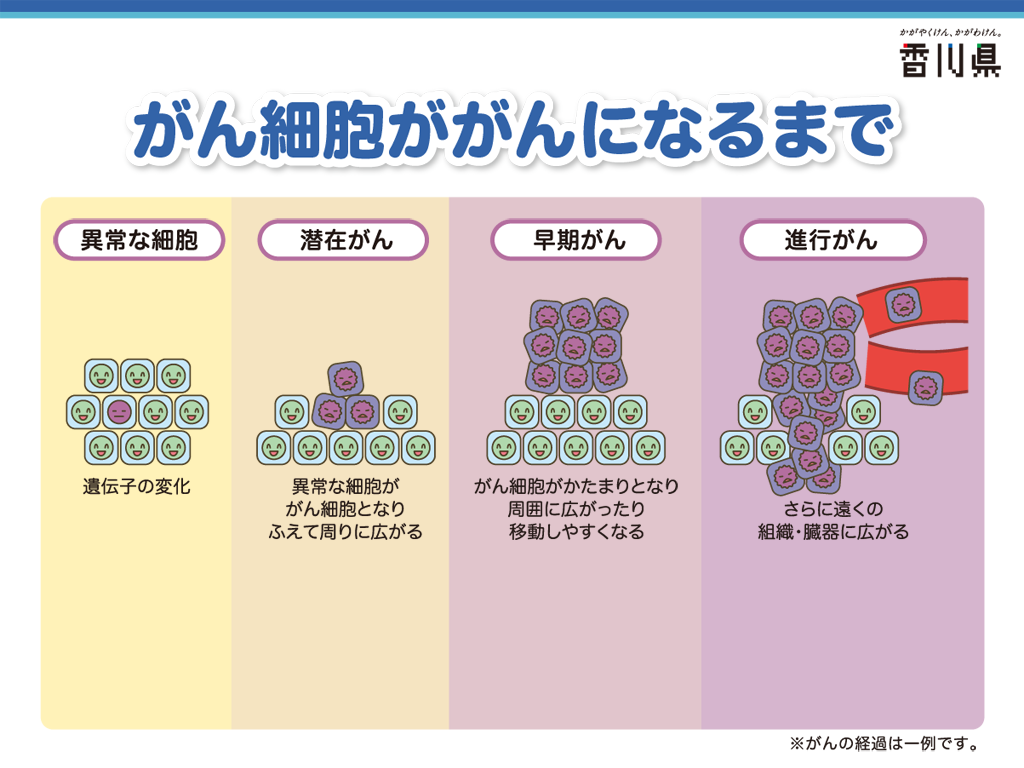 かがやくけん、かがわけん。
香川県
がん細胞ががんになるまで
異常な細胞
潜在がん
早期がん
進行がん
遺伝子の変化
異常な細胞が
がん細胞となり
ふえて周りに広がる
がん細胞がかたまりとなり
周囲に広がったり
移動しやすくなる
さらに遠くの
組織・臓器に広がる
※がんの経過は一例です。